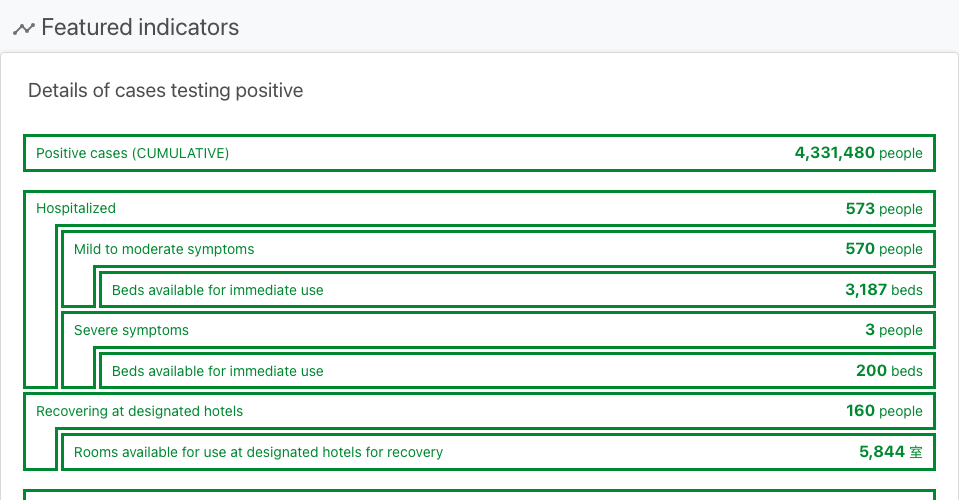 Featured indicators
Details of cases testing positive
Positive cases (CUMULATIVE) 4,331,480 people
Hospitalized 573 people
Mild to moderate symptoms 570 people
Beds available for immediate use 3,187 beds
Severe symptoms 3 people
Beds available for immediate use 200 beds
Recovering at designated hotels 160 people
Rooms available for use at designated hotels for recovery 5,844 室